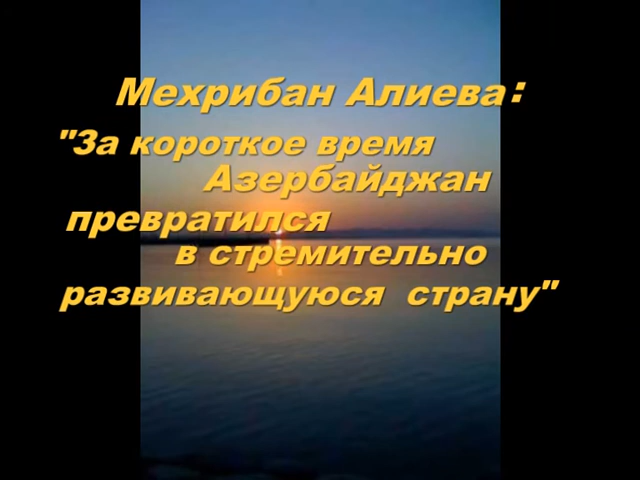 Мехрибан Алиева:
"За короткое время
Азербайджан
превратился
в стремительно
развивающуюся страну"